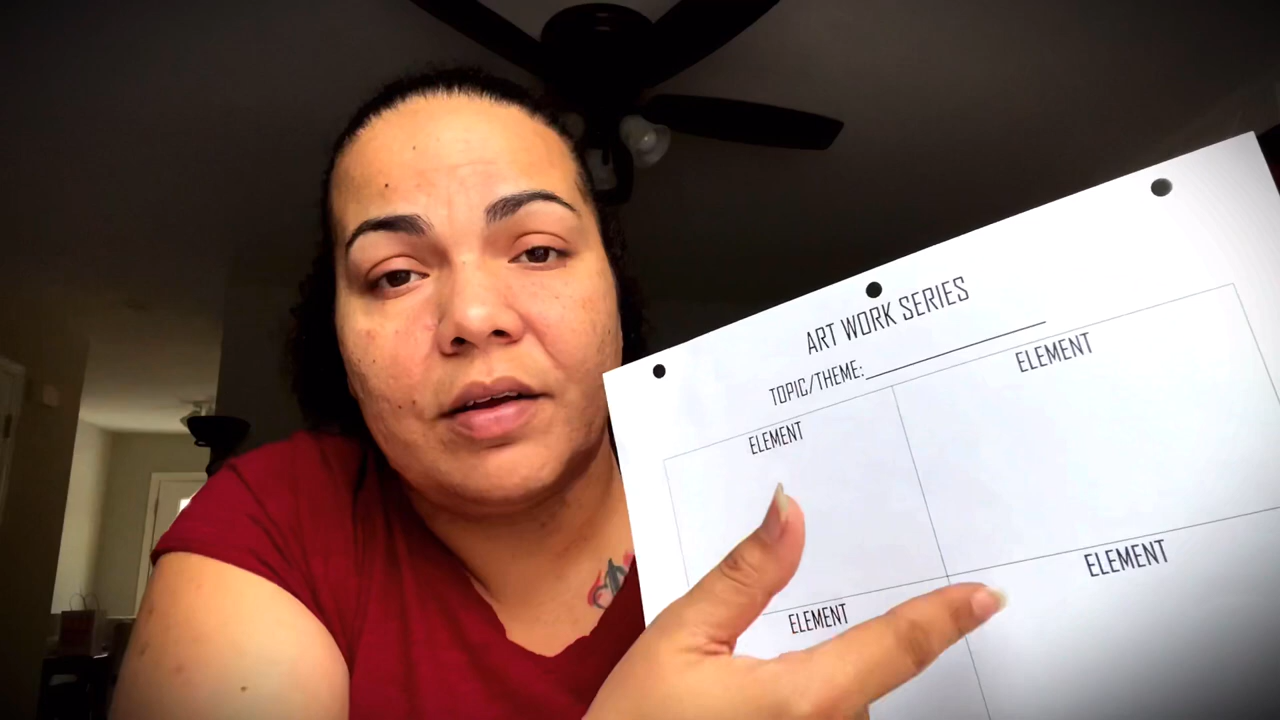 ART WORK SERIES
TOPIC/THEME:
ELEMENT
ELEMENT
ELEMENT
ELEMENT